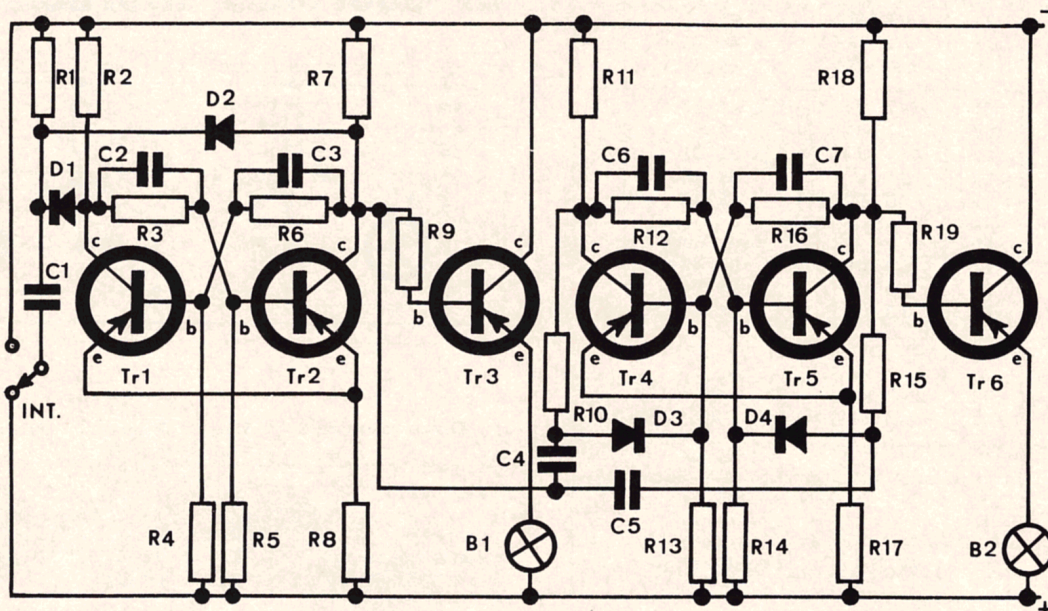 R1 R2 R7 R11 R18
D2
D1 C2 C3 C6 C7
R3 R6 R9 R12 R16 R19
c c c c c c
C1
b b b b b b
e e e e e e
Tr1 Tr2 Tr3 Tr4 Tr5 R15 Tr6
INT.
R10 D3 D4
C4
C5
R4 R5 R8 B1 R13 R14 R17 B2